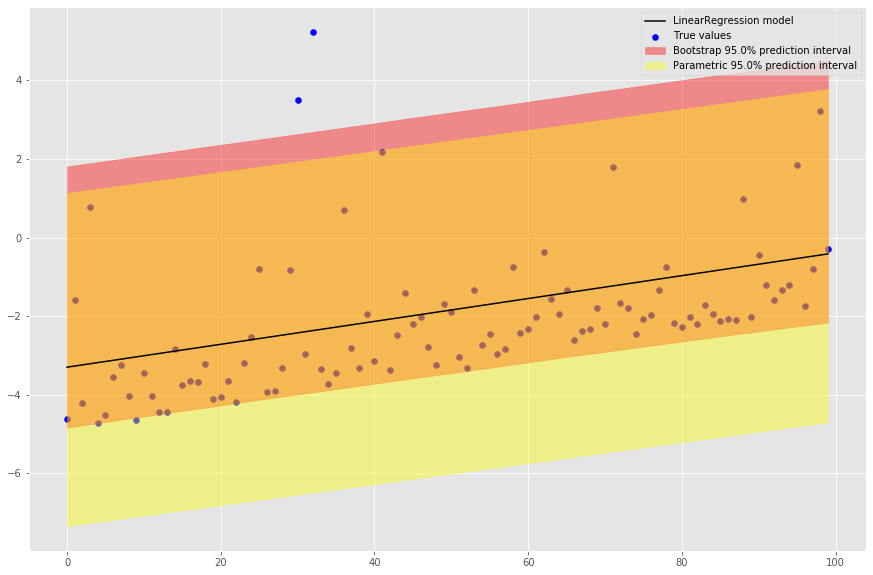 LinearRegression model
True values
Bootstrap 95.0% prediction interval
Parametric 95.0% prediction interval
4
2
0
−2
−4
−6
0 20 40 60 80 100